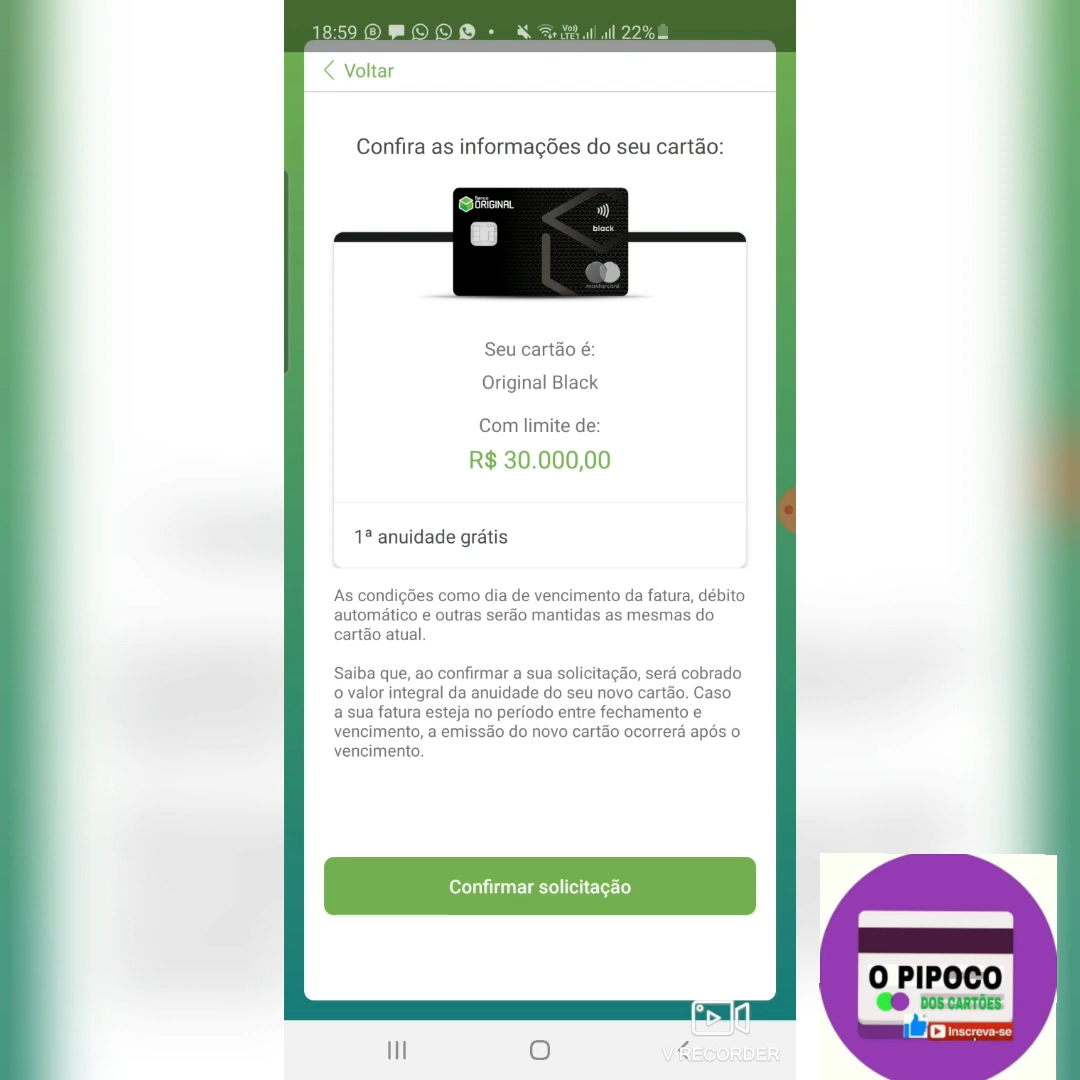 18:59
Vo))
LTE1
22%
Voltar
Confira as informações do seu cartão:
Banco
ORIGINAL
black
mastercard
Seu cartão é:
Original Black
Com limite de:
R$ 30.000,00
1ª anuidade grátis
As condições como dia de vencimento da fatura, débito
automático e outras serão mantidas as mesmas do
cartão atual.
Saiba que, ao confirmar a sua solicitação, será cobrado
o valor integral da anuidade do seu novo cartão. Caso
a sua fatura esteja no período entre fechamento e
vencimento, a emissão do novo cartão ocorrerá após o
vencimento.
Confirmar solicitação
O PIPOCO
DOS CARTÕES
Inscreva-se
V RECORDER